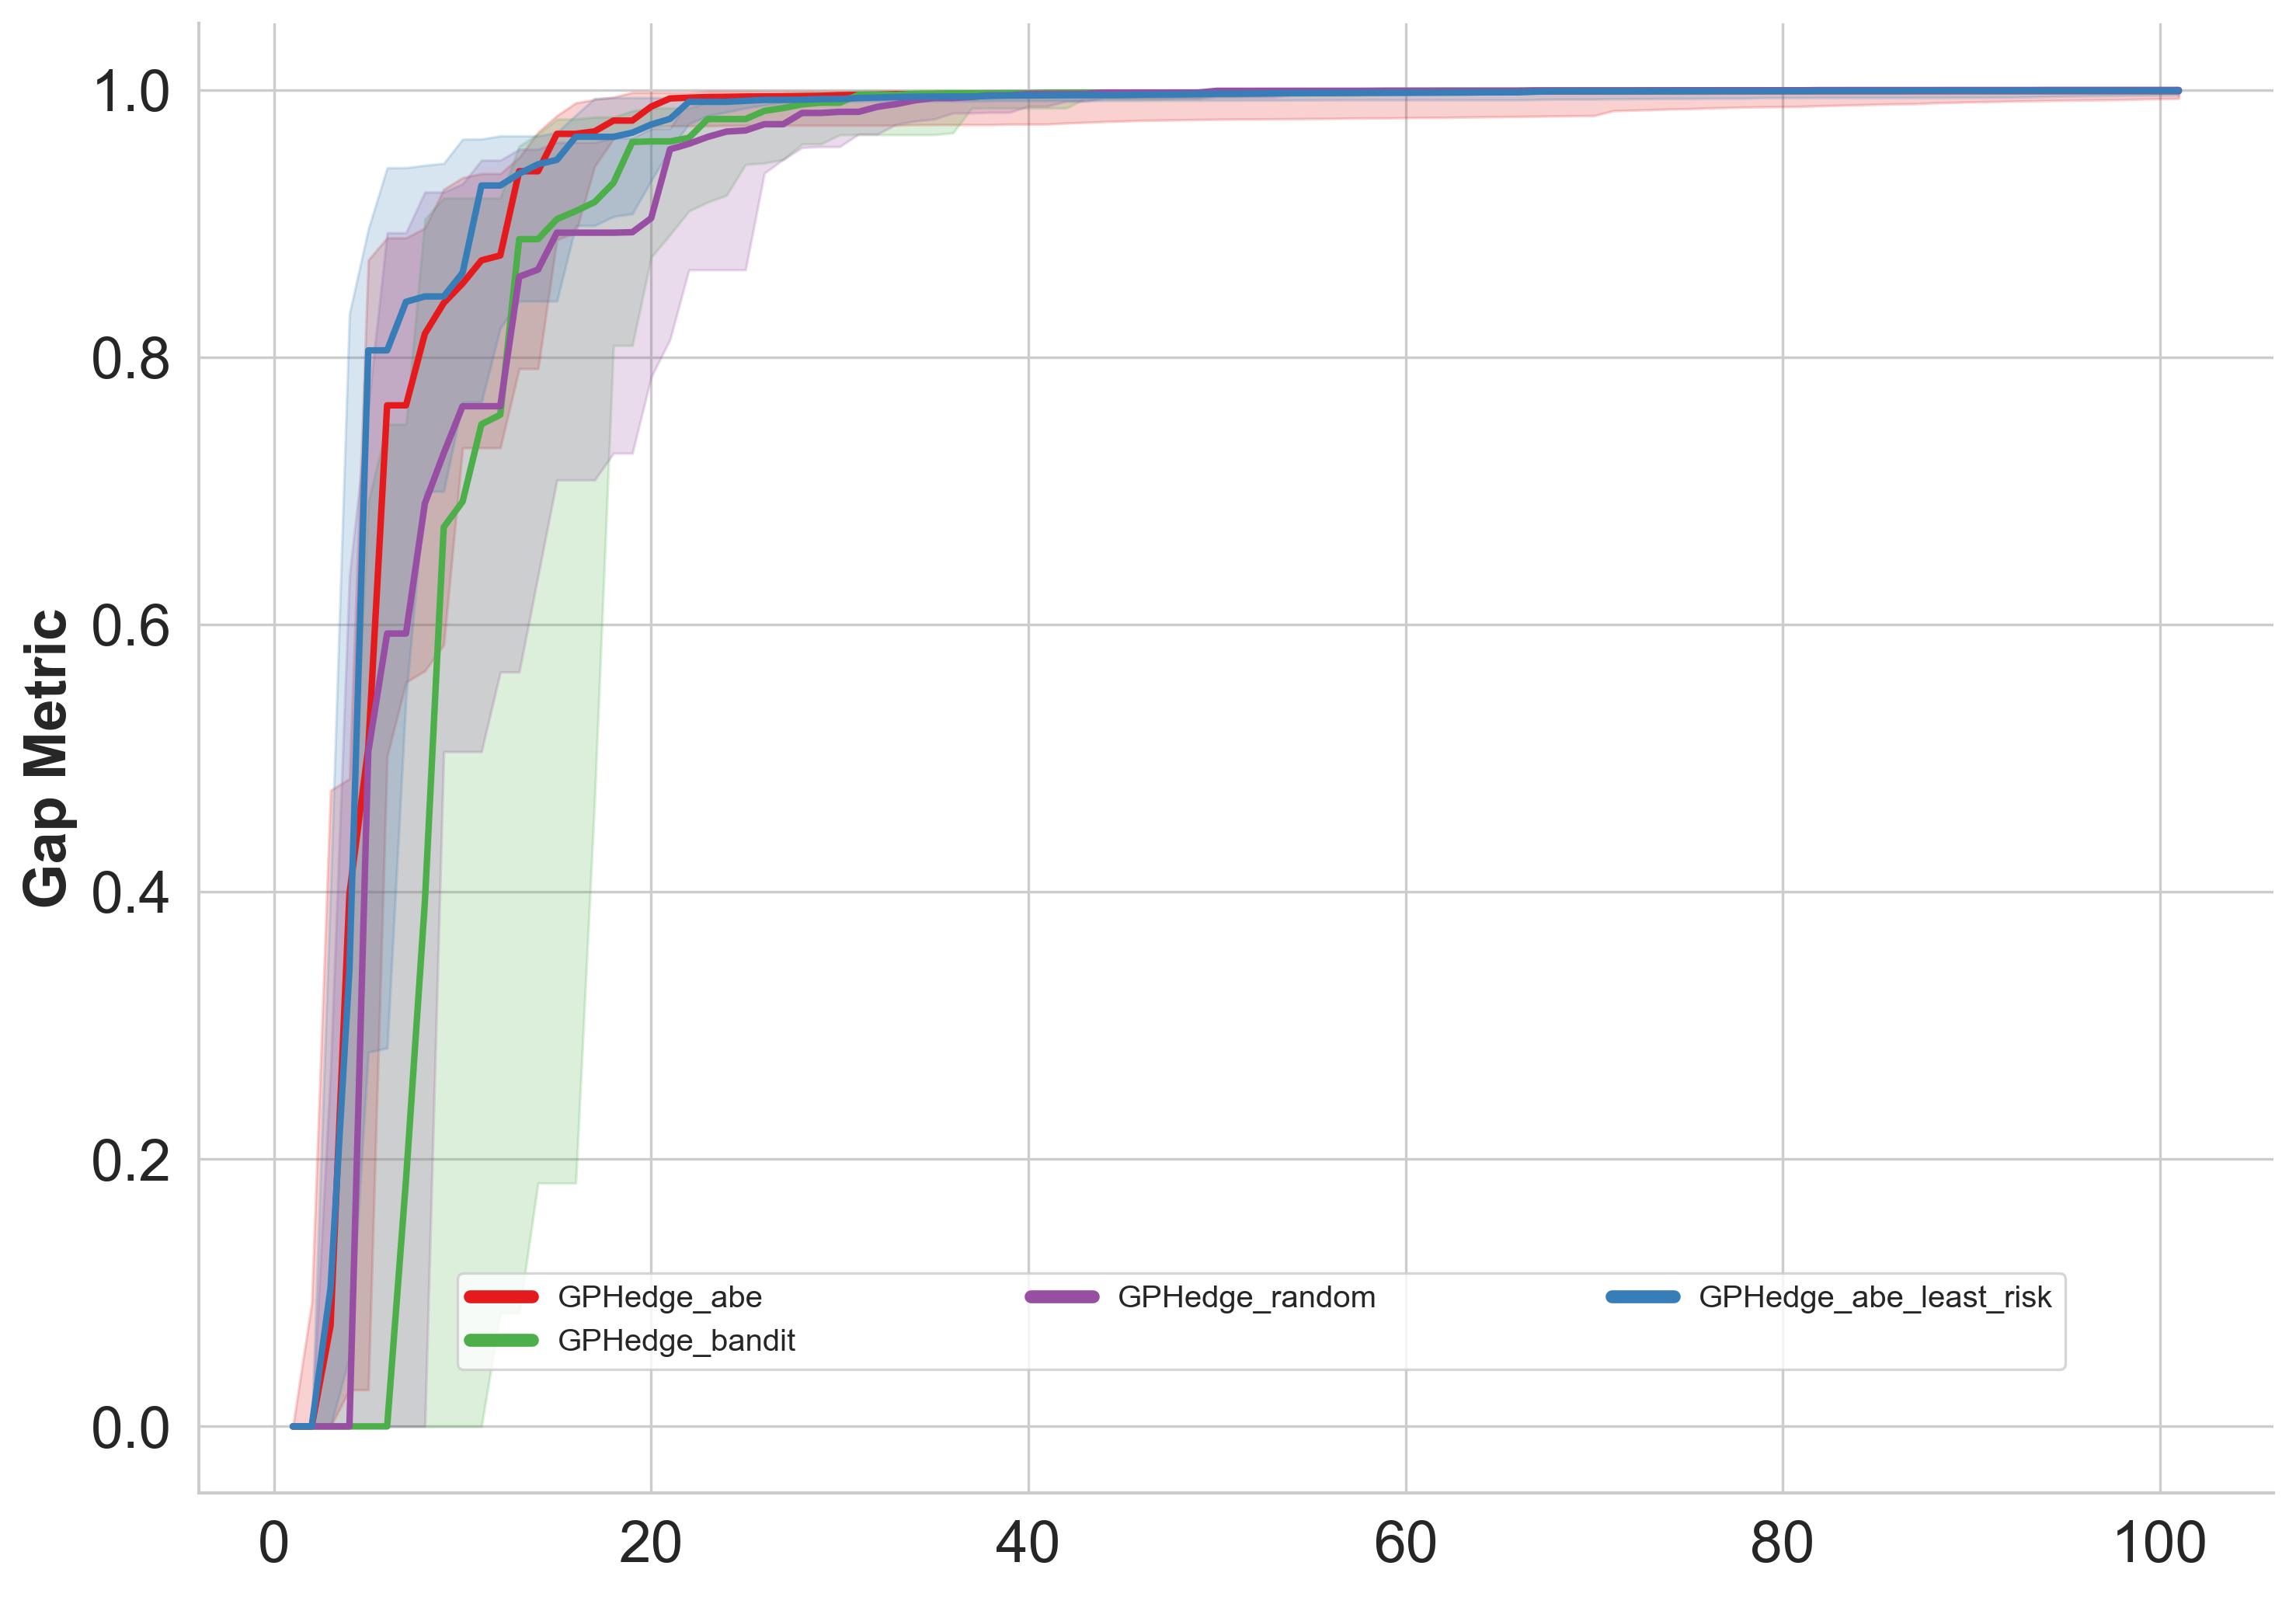 1.0
0.8
0.6
0.4
0.2
0.0
Gap Metric
GPHedge_abe
GPHedge_bandit
GPHedge_random
GPHedge_abe_least_risk
0 20 40 60 80 100